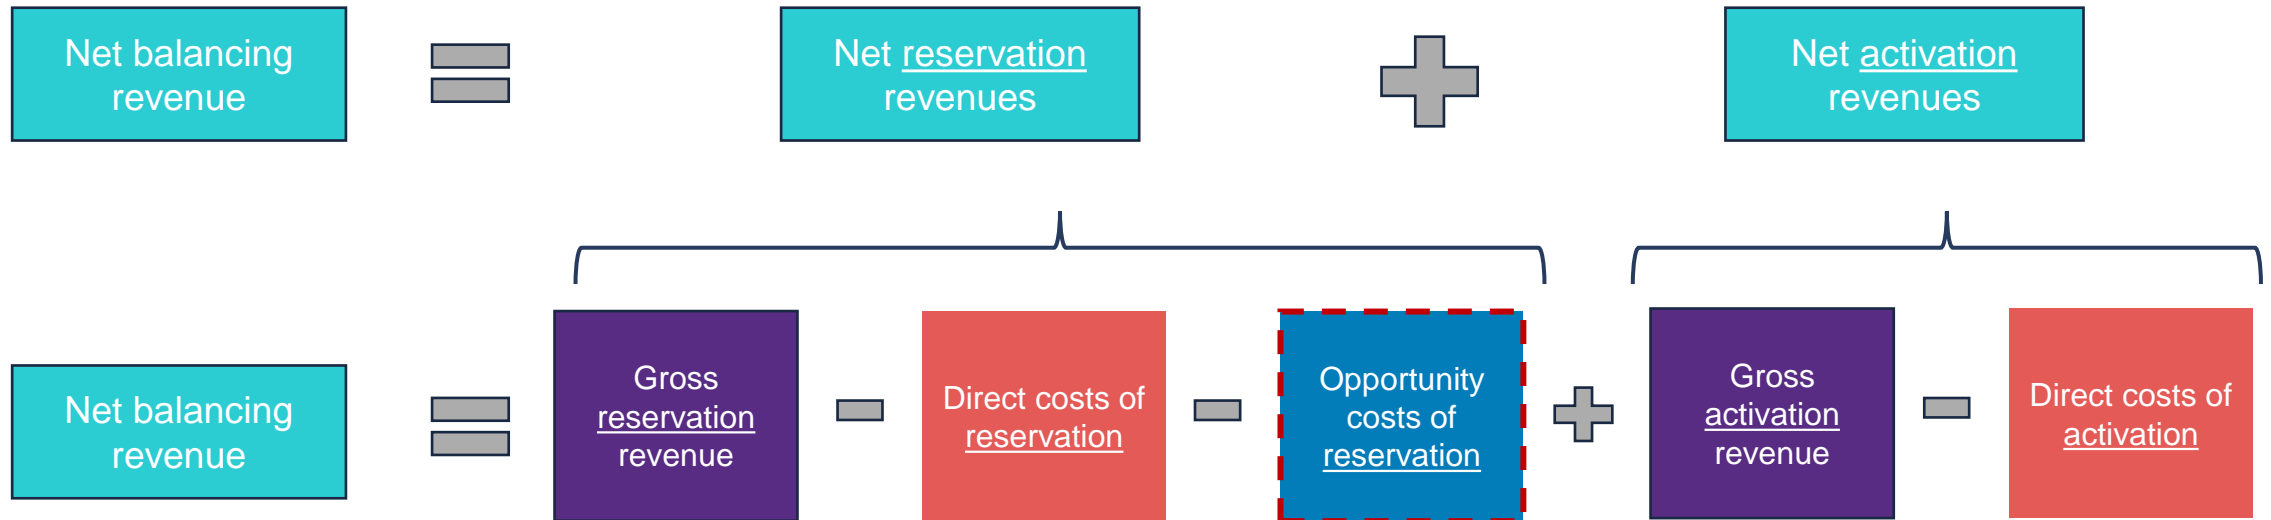 Net balancing
revenue
Net reservation
revenues
Net activation
revenues
Net balancing
revenue
Gross
reservation
revenue
Direct costs of
reservation
Opportunity
costs of
reservation
Gross
activation
revenue
Direct costs of
activation